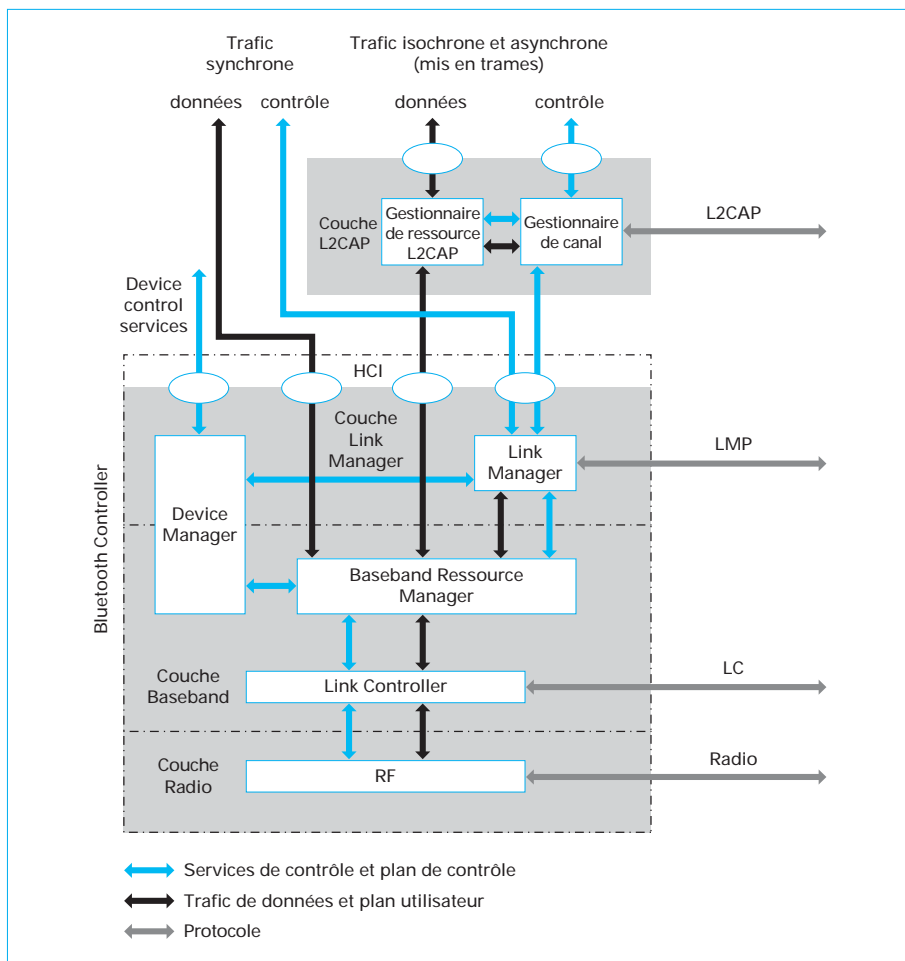 Trafic
synchrone
Trafic isochrone et asynchrone
(mis en trames)
données
contrôle
données
contrôle
Couche
L2CAP
Gestionnaire
de ressource
L2CAP
Gestionnaire
de canal
L2CAP
Device
control
services
HCI
Couche
Link
Manager
Link
Manager
LMP
Bluetooth Controller
Device
Manager
Baseband Ressource
Manager
Couche
Baseband
Link Controller
LC
Couche
Radio
RF
Radio
Services de contrôle et plan de contrôle
Trafic de données et plan utilisateur
Protocole